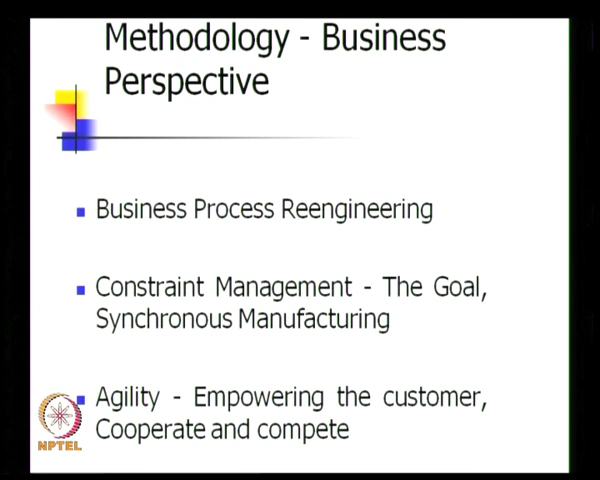 Methodology - Business
Perspective
Business Process Reengineering
Constraint Management - The Goal,
Synchronous Manufacturing
Agility - Empowering the customer,
Cooperate and compete
NPTEL